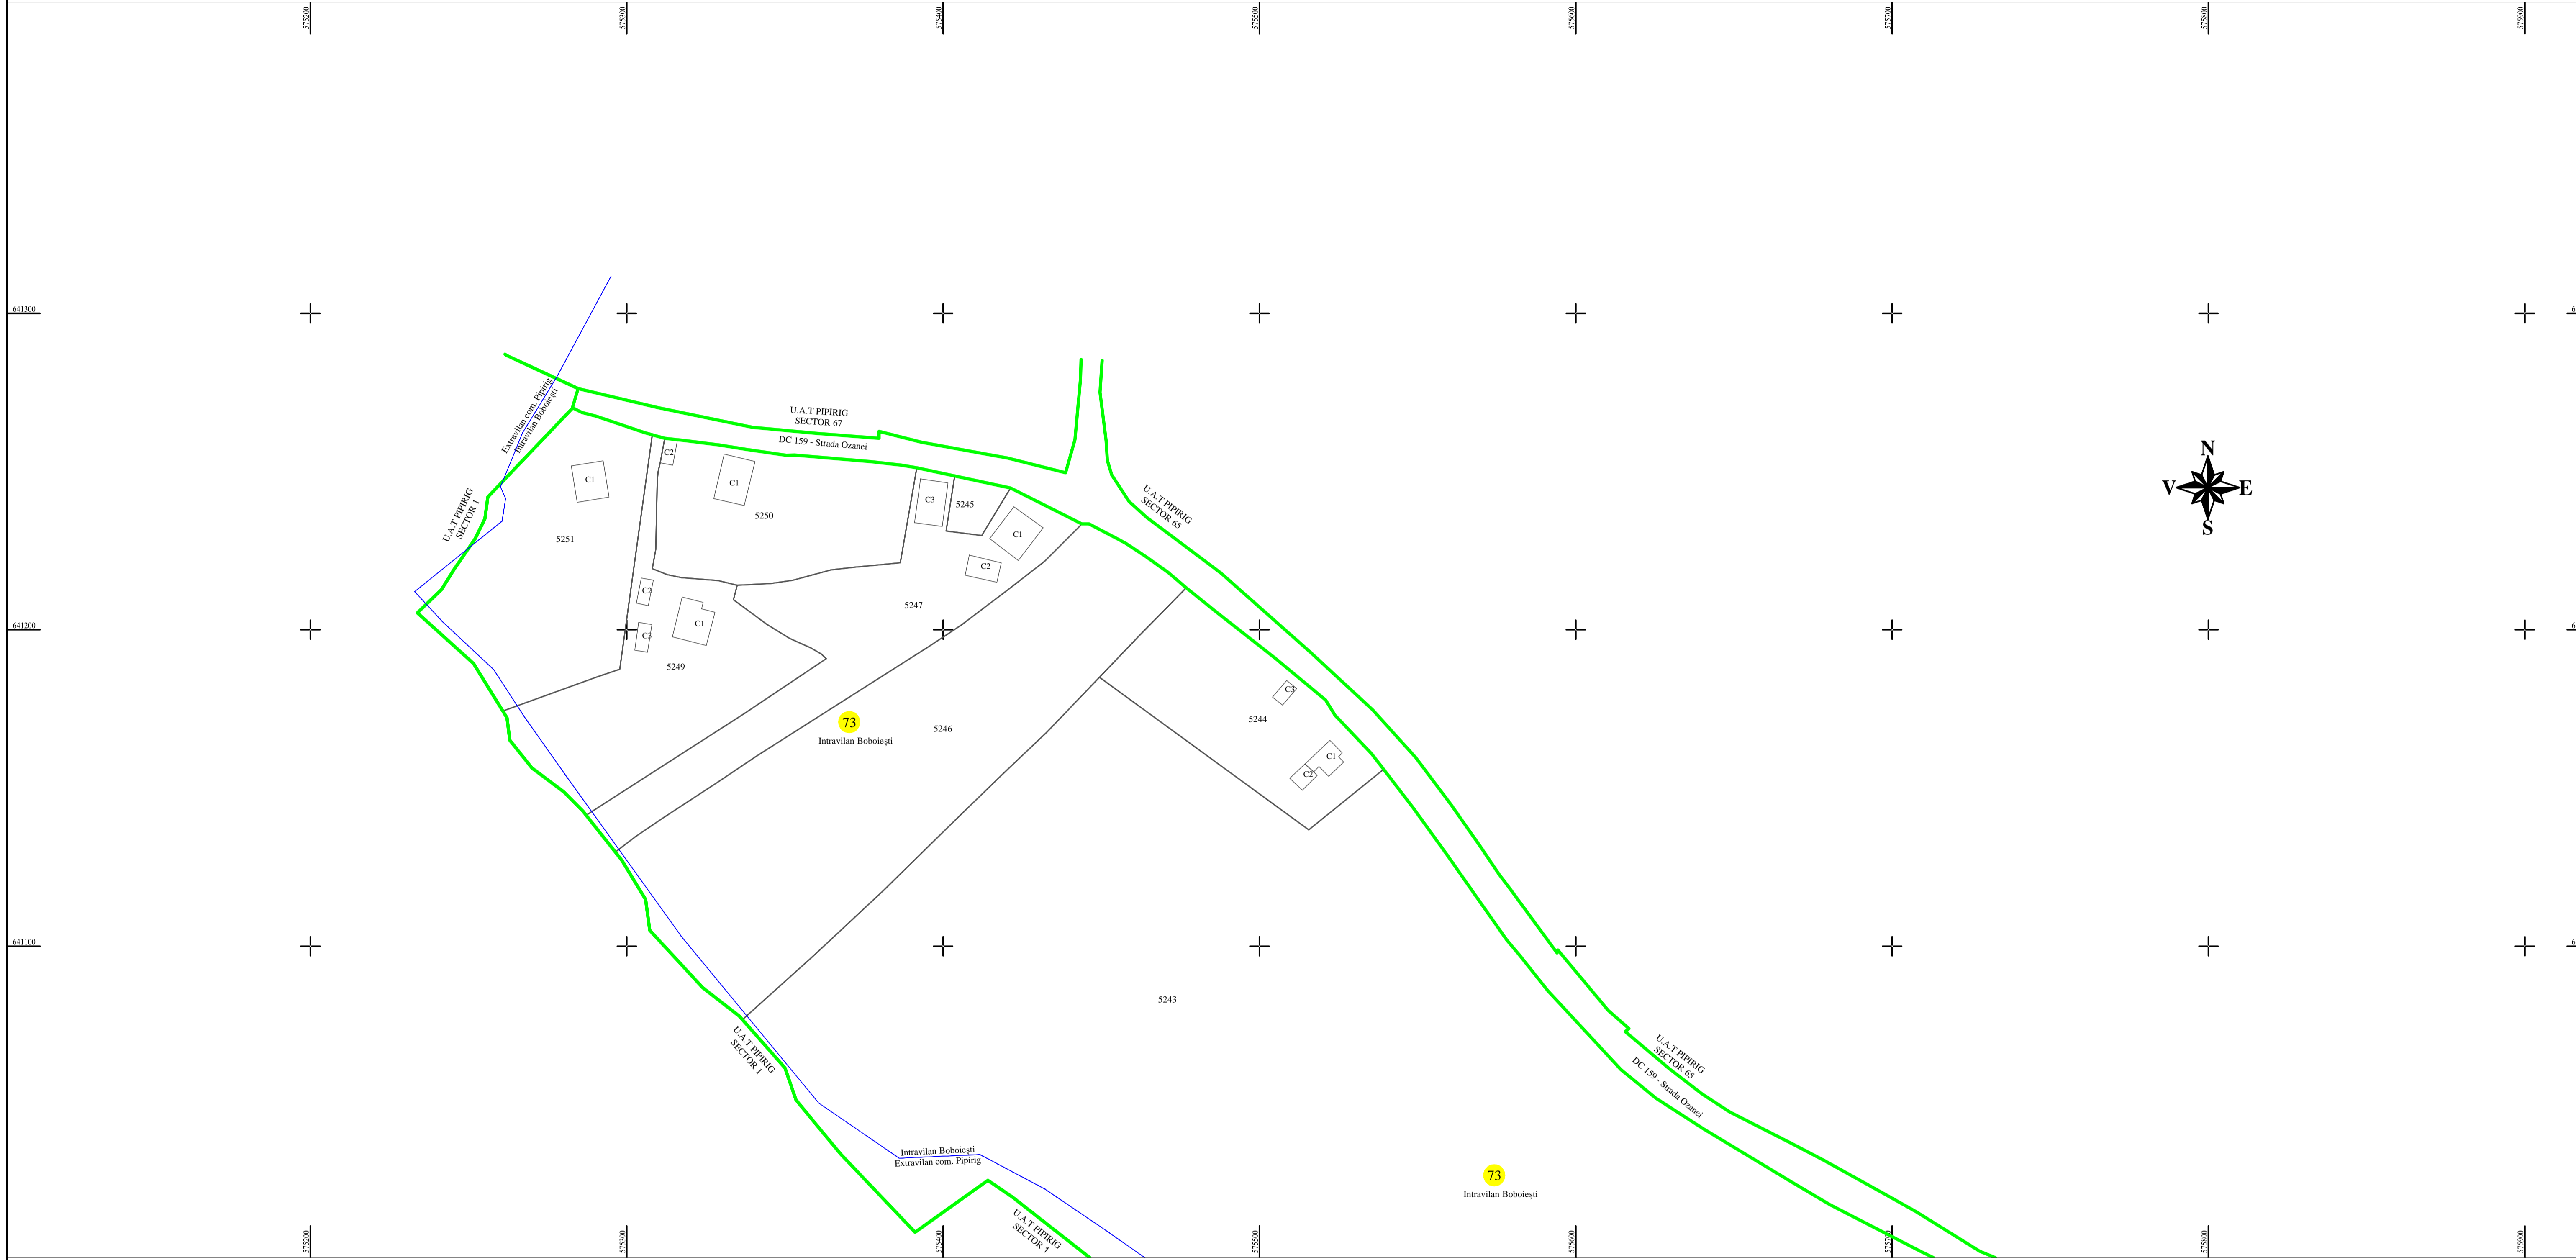 575200
575300
575400
575500
575600
575700
575800
575900
641300
Extravilan com. Pipirig
Intravilan Boboiești
U.A.T PIPIRIG
SECTOR 67
DC 159 - Strada Ozanei
N
V
E
S
U.A.T PIPIRIG
SECTOR 1
U.A.T PIPIRIG
SECTOR 65
C1
5251
C2
C1
5250
C3
5245
C1
C2
5247
641200
C2
C1
C3
5249
73
Intravilan Boboiești
5246
C3
5244
C1
C2
641100
5243
U.A.T PIPIRIG
SECTOR 1
U.A.T PIPIRIG
SECTOR 65
DC 159 - Strada Ozanei
Intravilan Boboiești
Extravilan com. Pipirig
73
Intravilan Boboiești
U.A.T PIPIRIG
SECTOR 1
575200
575300
575400
575500
575600
575700
575800
575900